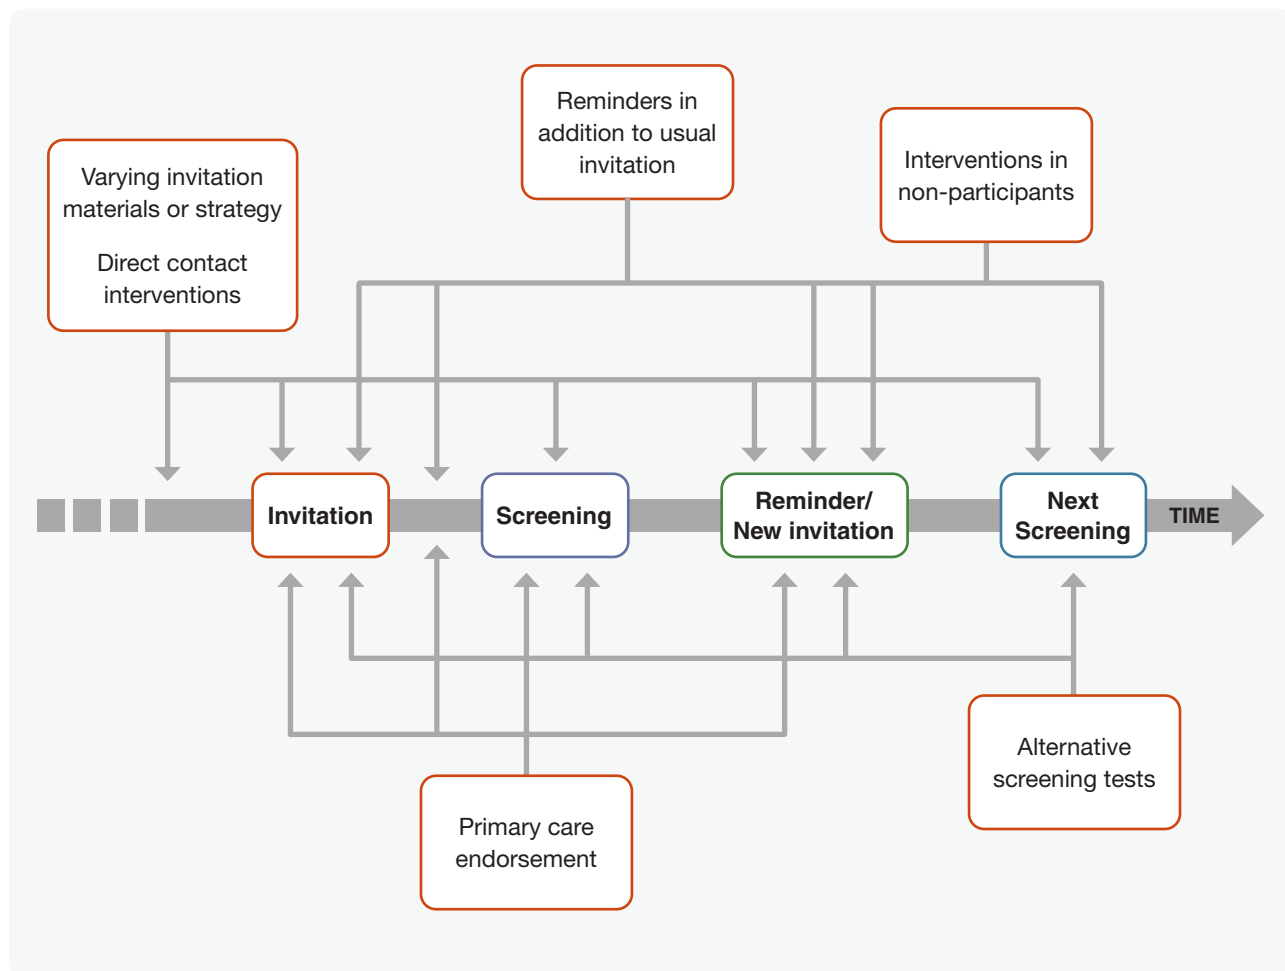 Reminders in
addition to usual
invitation
Interventions in
non-participants
Varying invitation
materials or strategy
Direct contact
interventions
Invitation
Screening
Reminder/
New invitation
Next
Screening
TIME
Alternative
screening tests
Primary care
endorsement